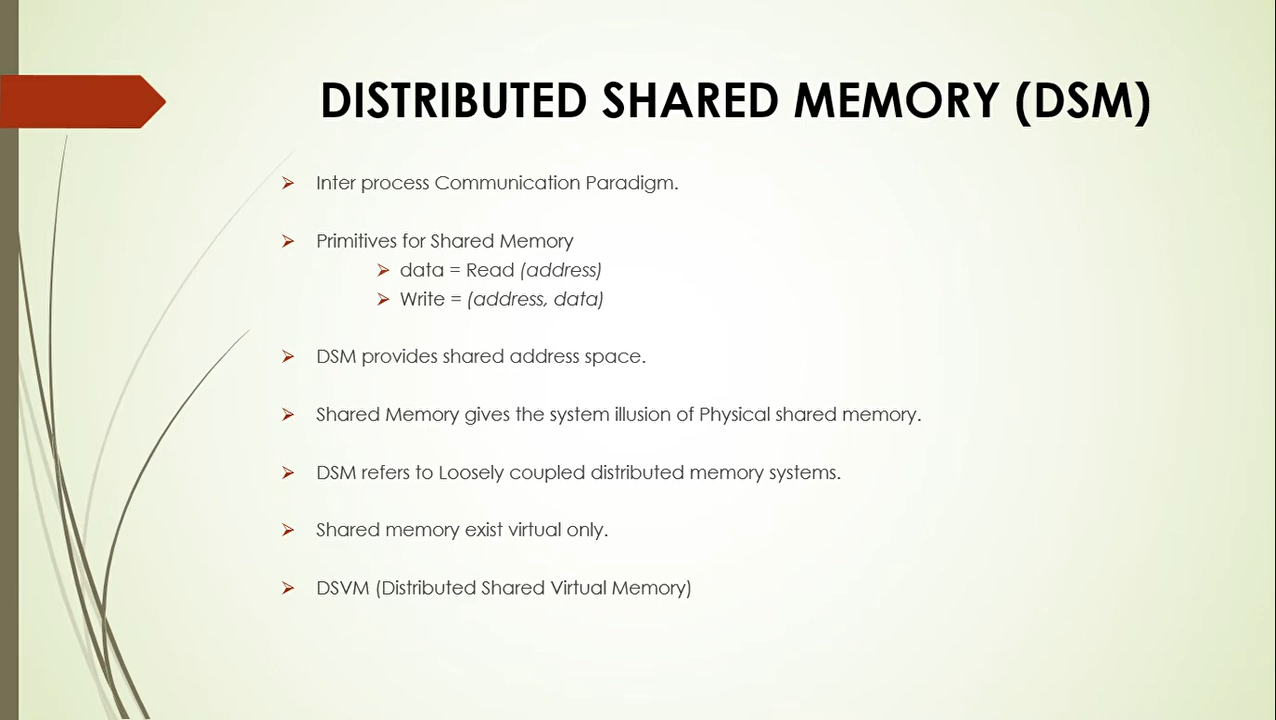 DISTRIBUTED SHARED MEMORY (DSM)
Inter process Communication Paradigm.
Primitives for Shared Memory
data = Read (address)
Write = (address, data)
DSM provides shared address space.
Shared Memory gives the system illusion of Physical shared memory.
DSM refers to Loosely coupled distributed memory systems.
Shared memory exist virtual only.
DSVM (Distributed Shared Virtual Memory)